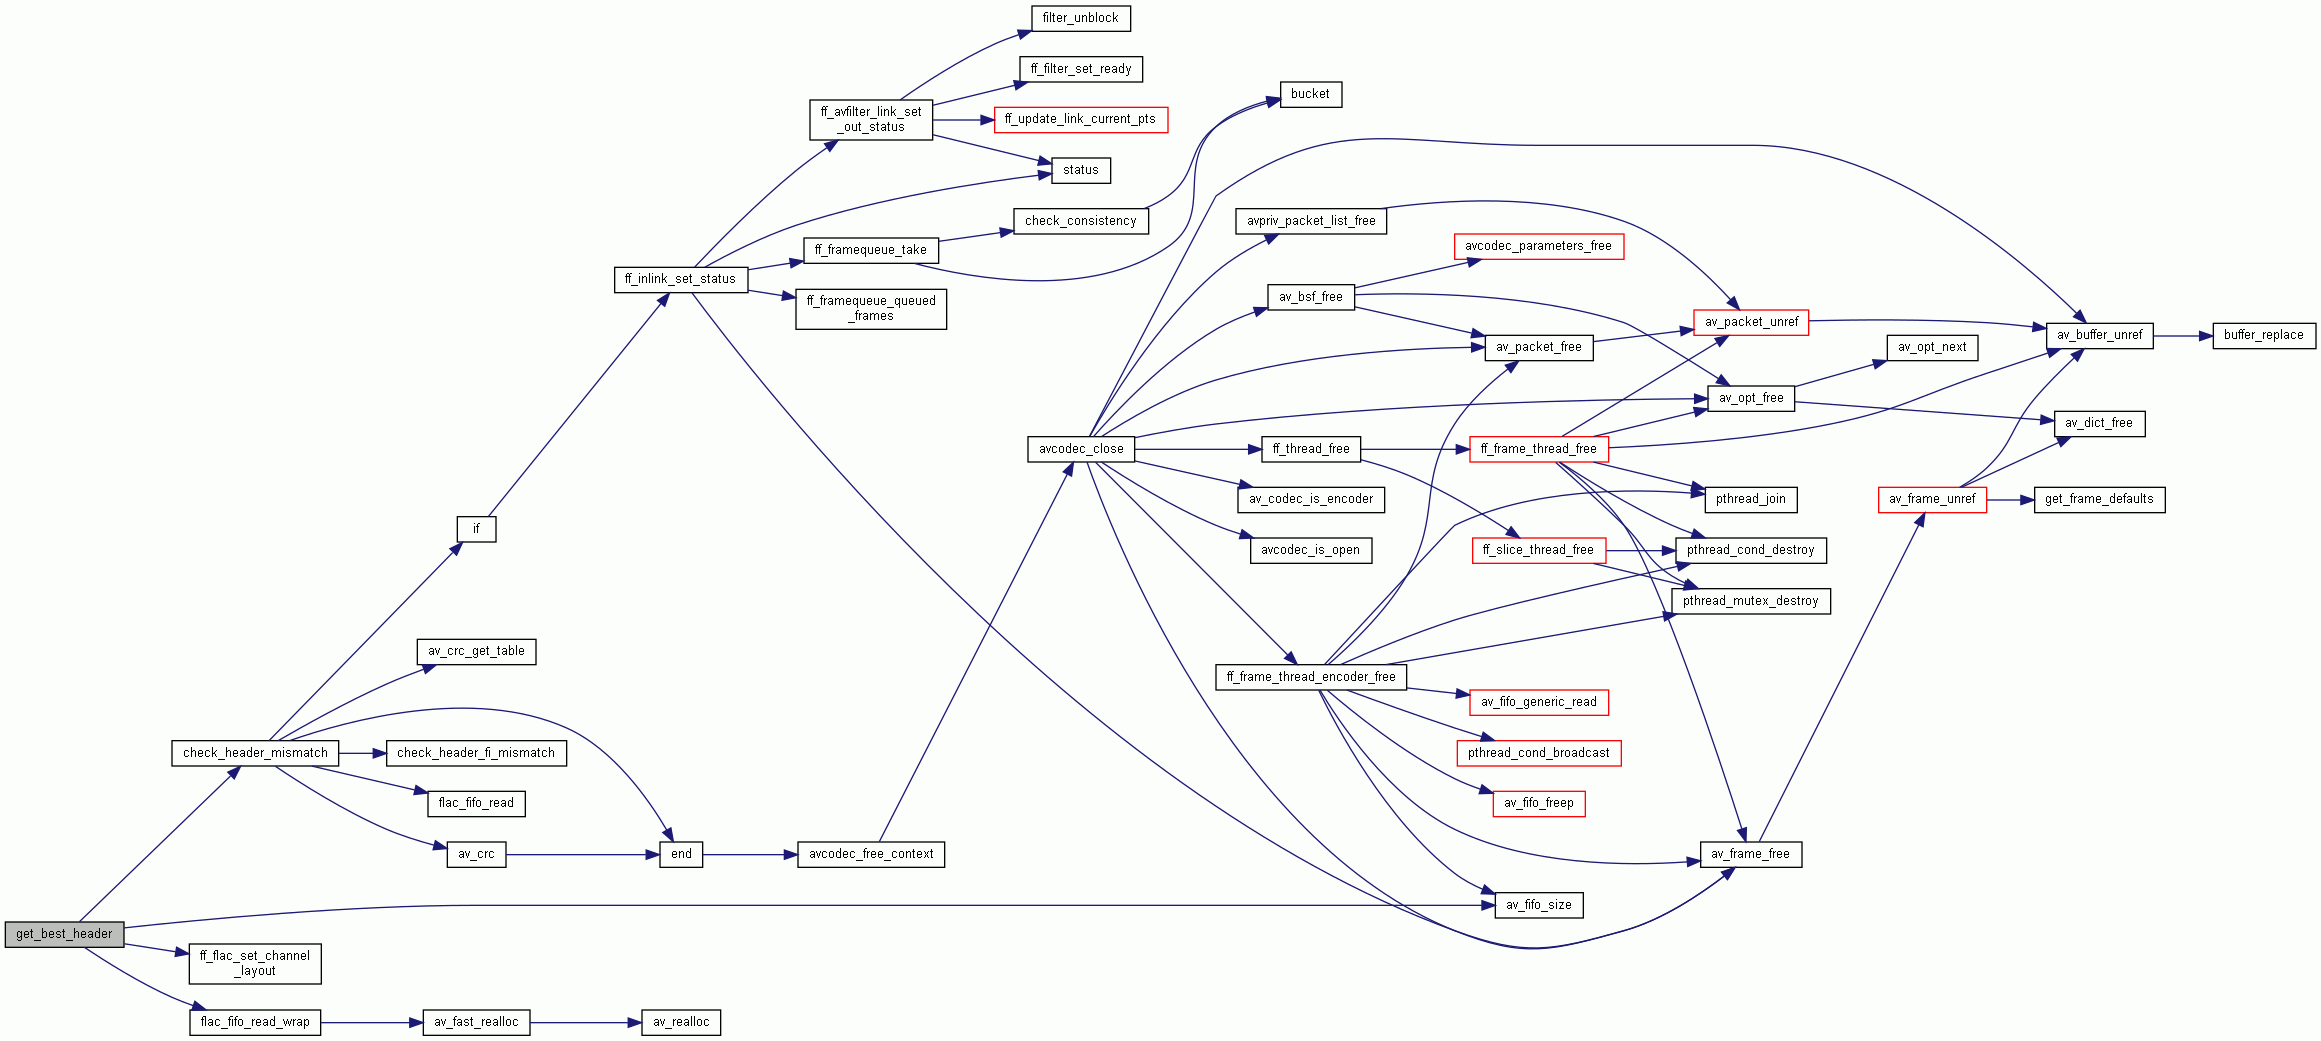 filter_unblock
ff_filter_set_ready
bucket
ff_avfilter_link_set
_out_status
ff_update_link_current_pts
status
check_consistency
avpriv_packet_list_free
ff_framequeue_take
avcodec_parameters_free
ff_inlink_set_status
ff_framequeue_queued
_frames
av_bsf_free
av_packet_unref
av_packet_free
av_opt_next
av_buffer_unref
buffer_replace
av_opt_free
av_dict_free
avcodec_close
ff_thread_free
ff_frame_thread_free
av_codec_is_encoder
pthread_join
av_frame_unref
get_frame_defaults
if
avcodec_is_open
ff_slice_thread_free
pthread_cond_destroy
pthread_mutex_destroy
av_crc_get_table
ff_frame_thread_encoder_free
av_fifo_generic_read
check_header_mismatch
check_header_fi_mismatch
pthread_cond_broadcast
flac_fifo_read
av_fifo_freep
av_crc
end
avcodec_free_context
av_frame_free
av_fifo_size
get_best_header
ff_flac_set_channel
_layout
flac_fifo_read_wrap
av_fast_realloc
av_realloc